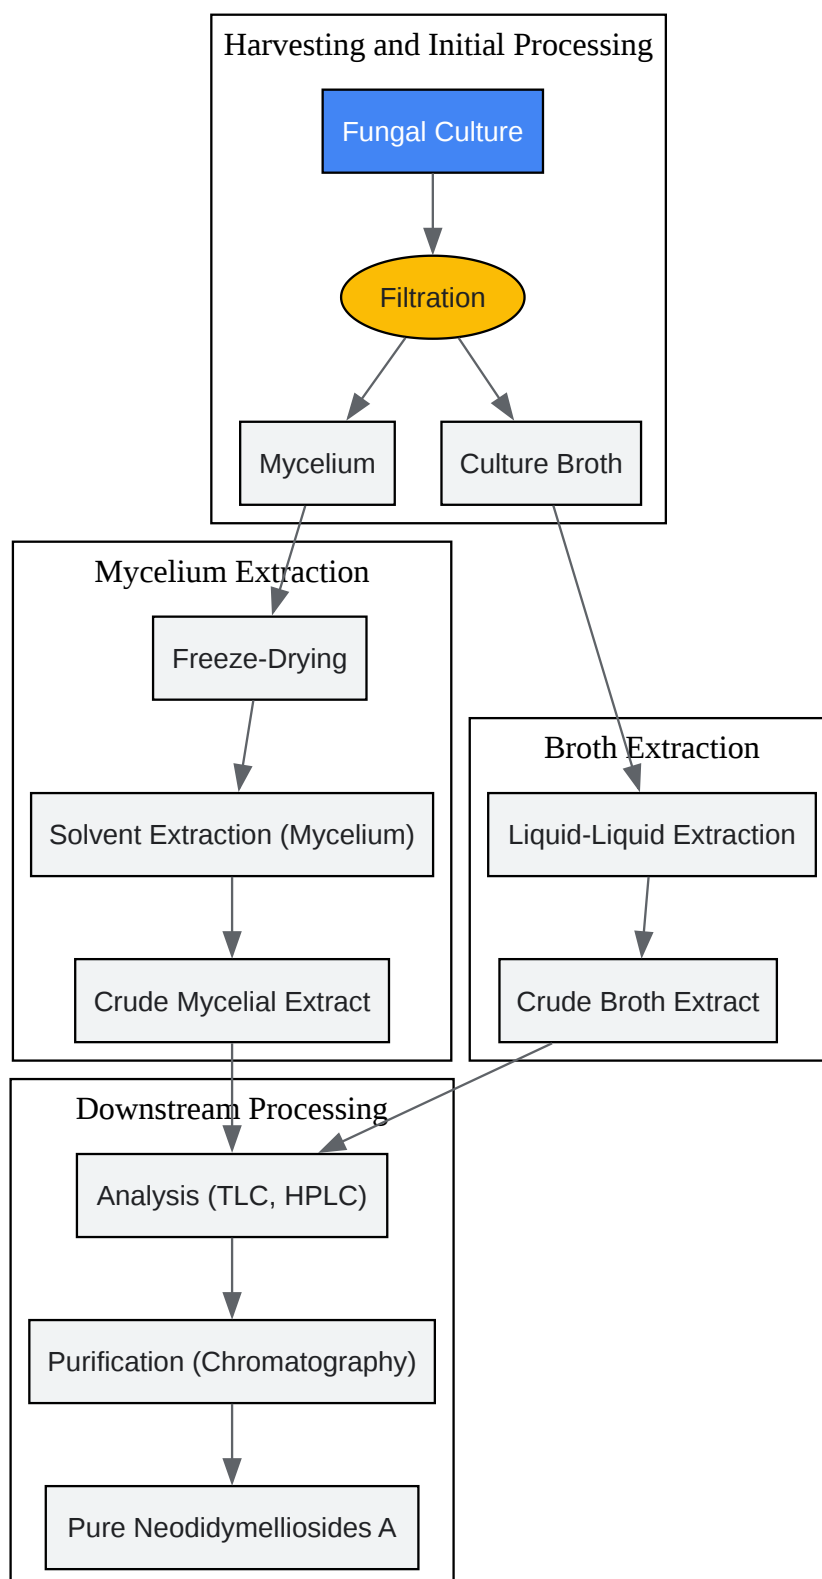 Harvesting and Initial Processing
Fungal Culture
Filtration
Mycelium
Culture Broth
Mycelium Extraction
Freeze-Drying
Solvent Extraction (Mycelium)
Crude Mycelial Extract
Broth Extraction
Liquid-Liquid Extraction
Crude Broth Extract
Downstream Processing
Analysis (TLC, HPLC)
Purification (Chromatography)
Pure Neodidymelliosides A